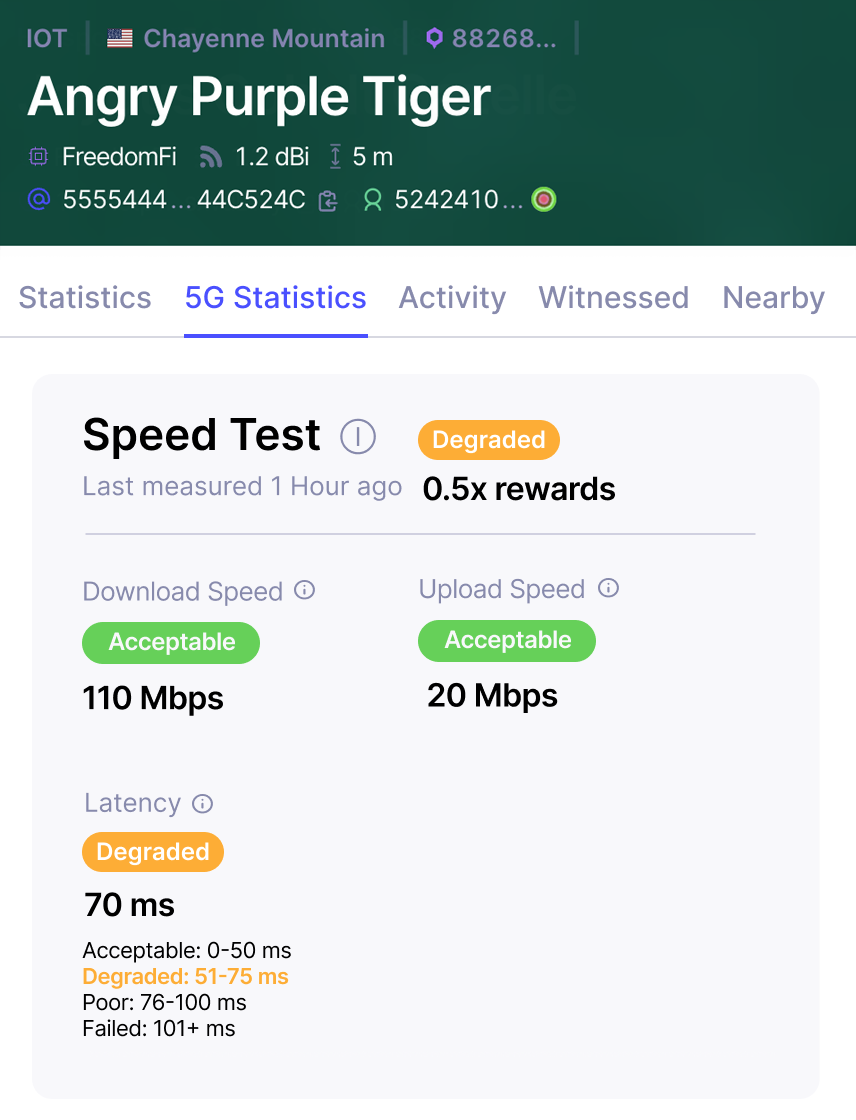 IOT | Chayenne Mountain | 88268... |
Angry Purple Tiger
FreedomFi 1.2 dBi 5 m
5555444...44C524C 5242410...
Statistics 5G Statistics Activity Witnessed Nearby
Speed Test Degraded
Last measured 1 Hour ago 0.5x rewards
Download Speed Upload Speed
Acceptable Acceptable
110 Mbps 20 Mbps
Latency
Degraded
70 ms
Acceptable: 0-50 ms
Degraded: 51-75 ms
Poor: 76-100 ms
Failed: 101+ ms